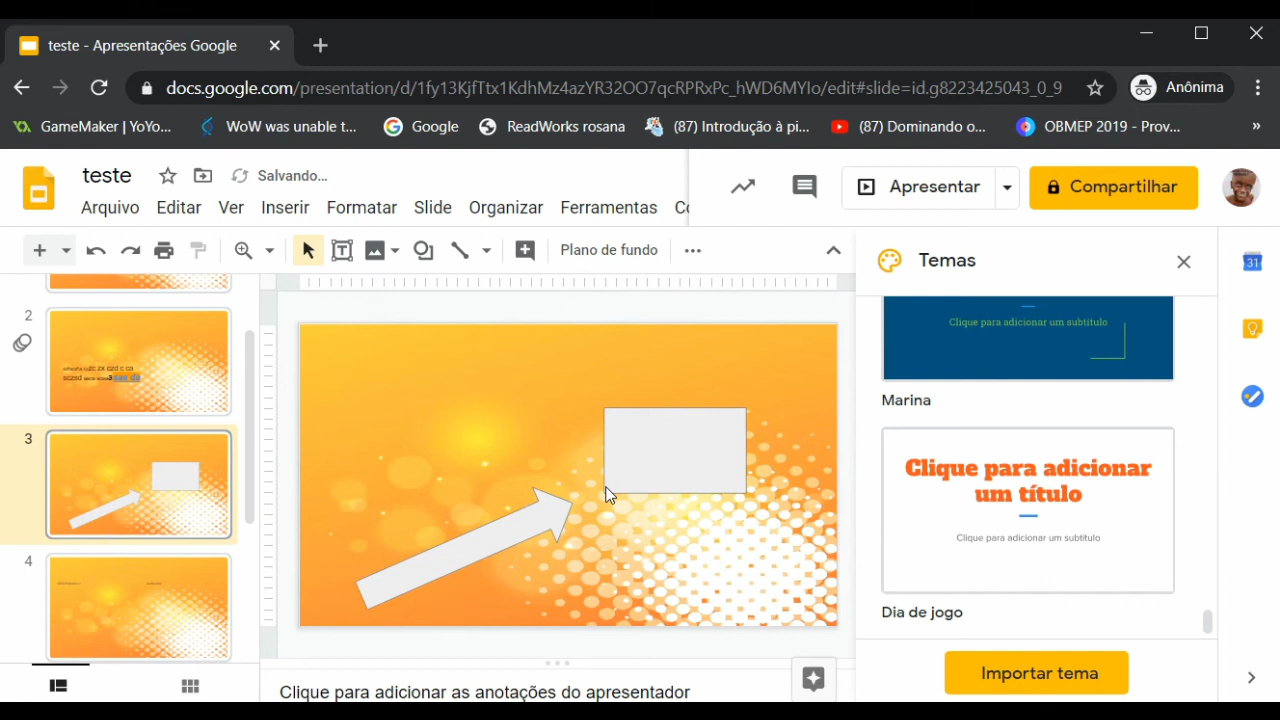 teste - Apresentações Google
docs.google.com/presentation/d/1fy13KjfTtx1KdhMz4azYR32OO7qcRPRxPc_hWD6MYIo/edit#slide=id.g8223425043_0_9
Anônima
GameMaker | YoYo...
WoW was unable t...
Google
ReadWorks rosana
(87) Introdução à pi...
(87) Dominando o...
OBMEP 2019 - Prov...
teste
Salvando...
Apresentar
Compartilhar
Arquivo Editar Ver Inserir Formatar Slide Organizar Ferramentas
Plano de fundo
Temas
31
2
3
4
Clique para adicionar um subtítulo
Marina
Clique para adicionar
um título
Clique para adicionar um subtítulo
Dia de jogo
Importar tema
Clique para adicionar as anotações do apresentador